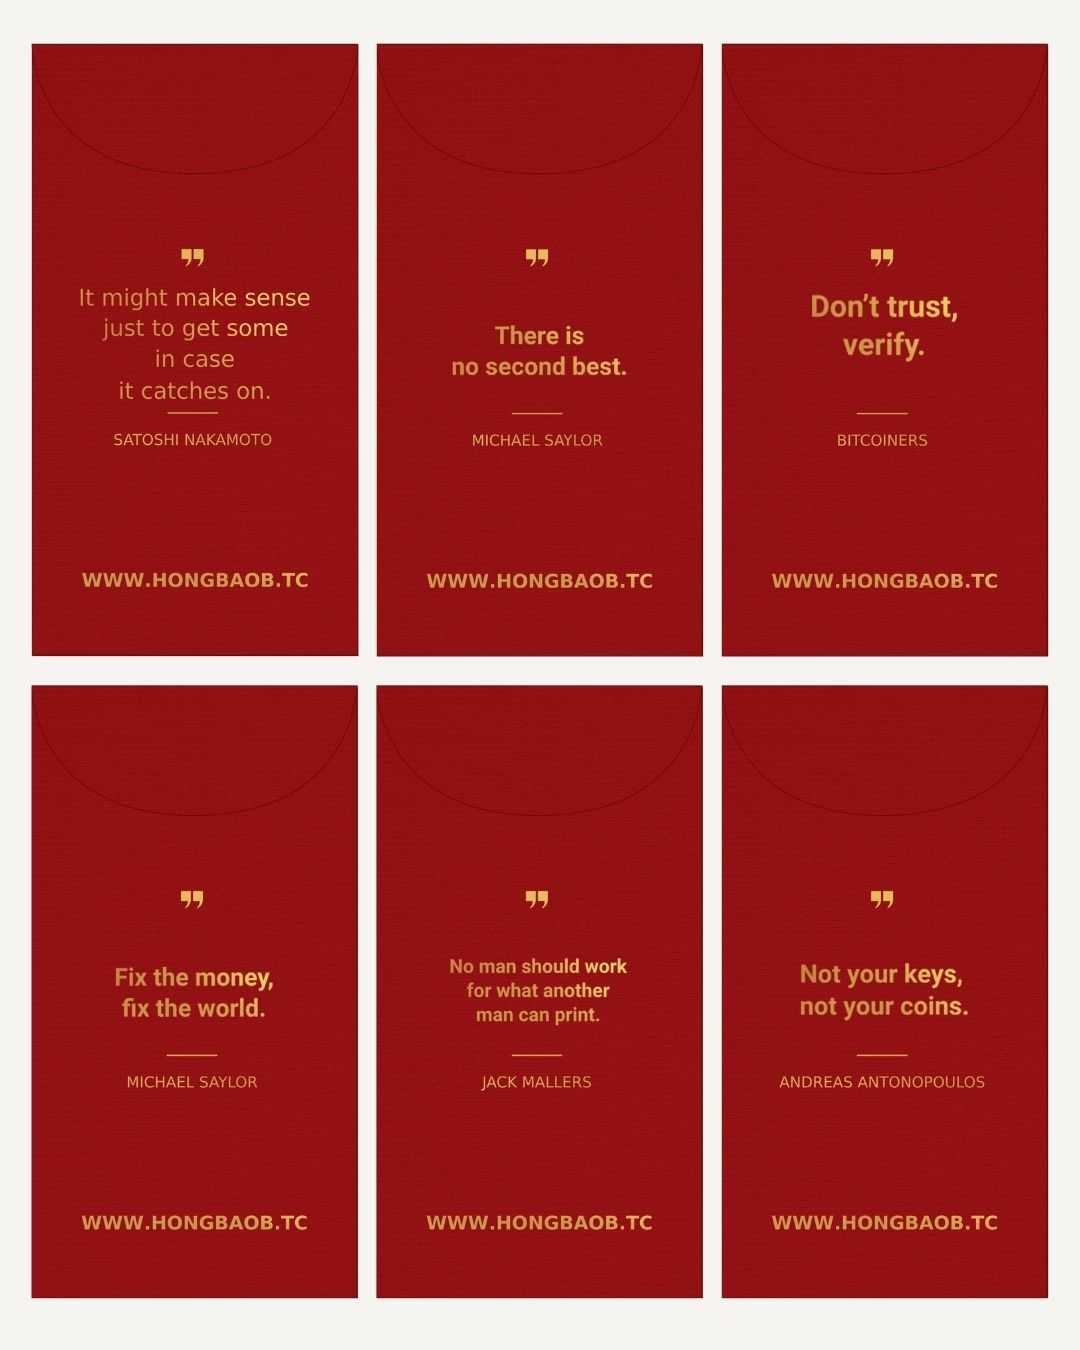 ❞
It might make sense
just to get some
in case
it catches on.
SATOSHI NAKAMOTO
WWW.HONGBAOB.TC
❞
There is
no second best.
MICHAEL SAYLOR
WWW.HONGBAOB.TC
❞
Don’t trust,
verify.
BITCOINERS
WWW.HONGBAOB.TC
❞
Fix the money,
fix the world.
MICHAEL SAYLOR
WWW.HONGBAOB.TC
❞
No man should work
for what another
man can print.
JACK MALLERS
WWW.HONGBAOB.TC
❞
Not your keys,
not your coins.
ANDREAS ANTONOPOULOS
WWW.HONGBAOB.TC